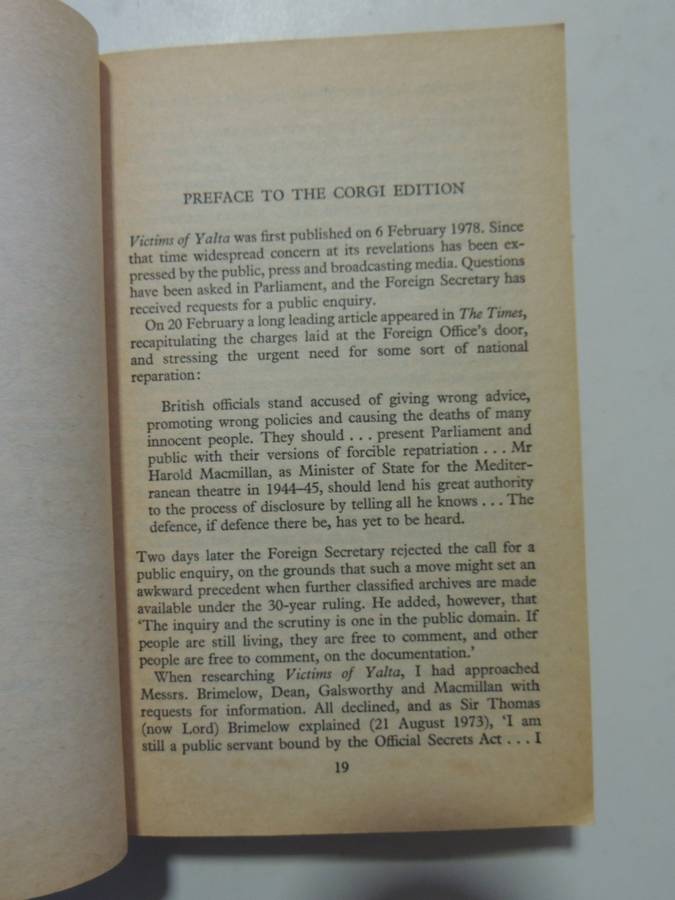 PREFACE TO THE CORGI EDITION
Victims of Yalta was first published on 6 February 1978. Since
that time widespread concern at its revelations has been ex-
pressed by the public, press and broadcasting media. Questions
have been asked in Parliament, and the Foreign Secretary has
received requests for a public enquiry.
On 20 February a long leading article appeared in The Times,
recapitulating the charges laid at the Foreign Office's door,
and stressing the urgent need for some sort of national
reparation:
British officials stand accused of giving wrong advice,
promoting wrong policies and causing the deaths of many
innocent people. They should . . . present Parliament and
public with their versions of forcible repatriation . . . Mr
Harold Macmillan, as Minister of State for the Mediter-
ranean theatre in 1944–45, should lend his great authority
to the process of disclosure by telling all he knows . . . The
defence, if defence there be, has yet to be heard.
Two days later the Foreign Secretary rejected the call for a
public enquiry, on the grounds that such a move might set an
awkward precedent when further classified archives are made
available under the 30-year ruling. He added, however, that
‘The inquiry and the scrutiny is one in the public domain. If
people are still living, they are free to comment, and other
people are free to comment, on the documentation.’
When researching Victims of Yalta, I had approached
Messrs. Brimelow, Dean, Galsworthy and Macmillan with
requests for information. All declined, and as Sir Thomas
(now Lord) Brimelow explained (21 August 1973), ‘I am
still a public servant bound by the Official Secrets Act . . . I
19